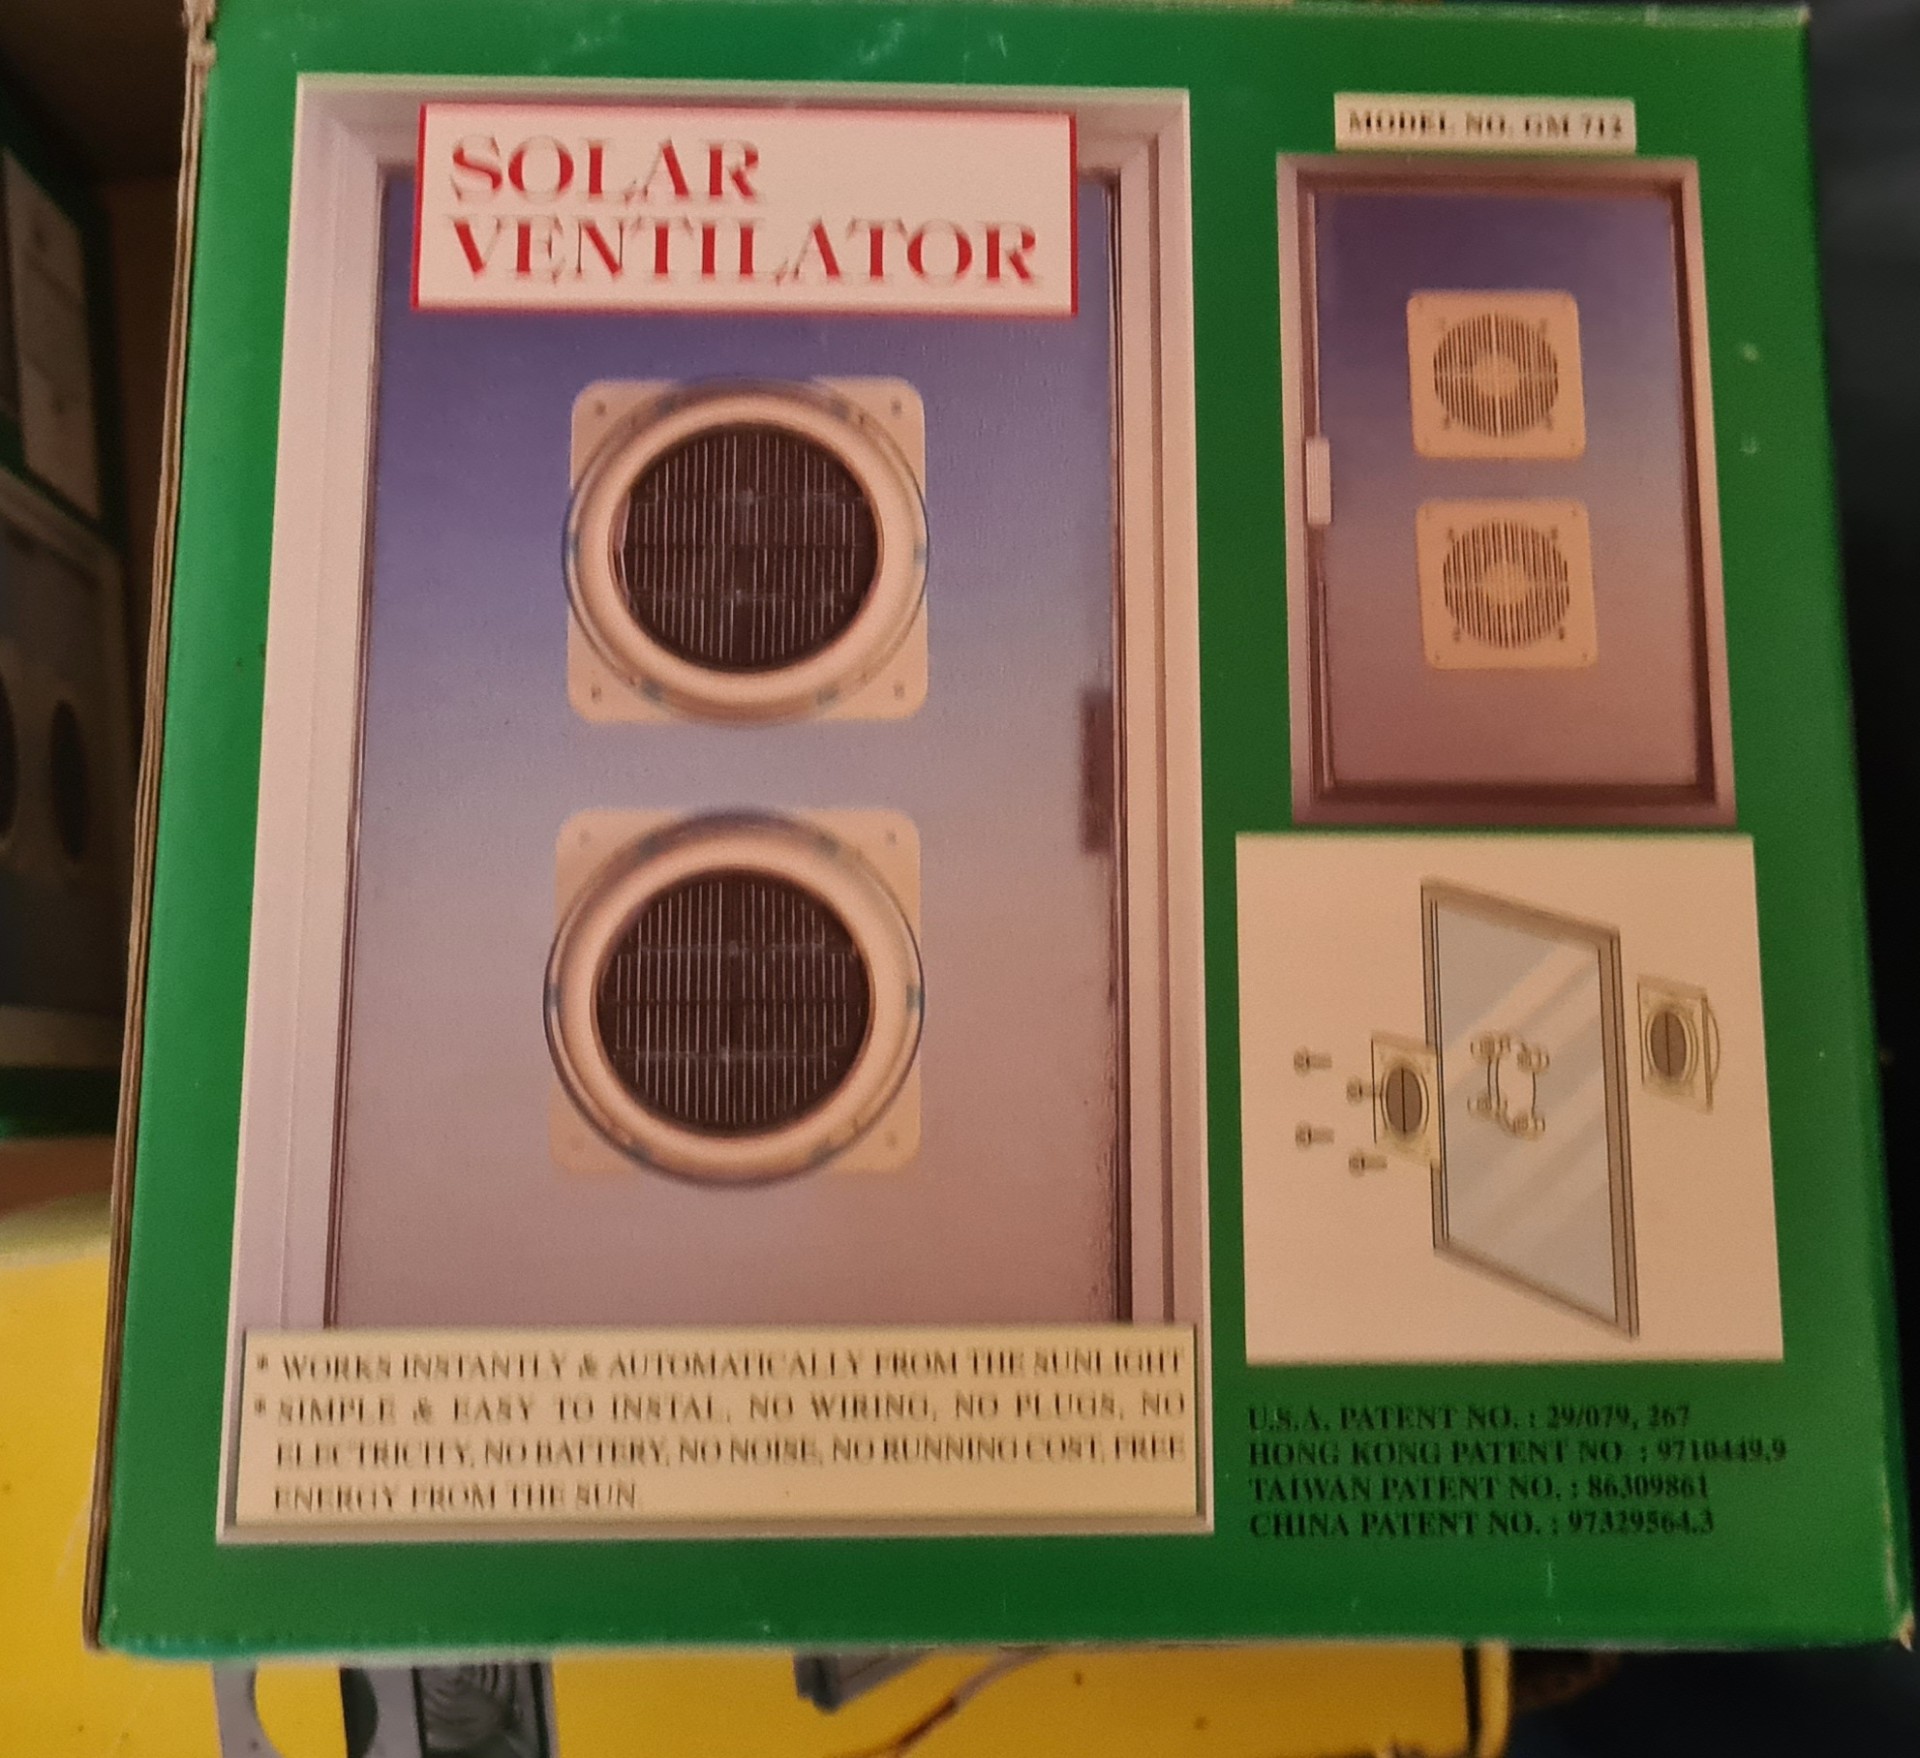 SOLAR
VENTILATOR
MODEL NO. GM 713
* WORKS INSTANTLY & AUTOMATICALLY FROM THE SUNLIGHT
* SIMPLE & EASY TO INSTAL, NO WIRING, NO PLUGS, NO
ELECTRICITY, NO BATTERY, NO NOISE, NO RUNNING COST, FREE
ENERGY FROM THE SUN
U.S.A. PATENT NO. : 29/079, 267
HONG KONG PATENT NO. : 9710449.9
TAIWAN PATENT NO. : 86309861
CHINA PATENT NO. : 97329564.3